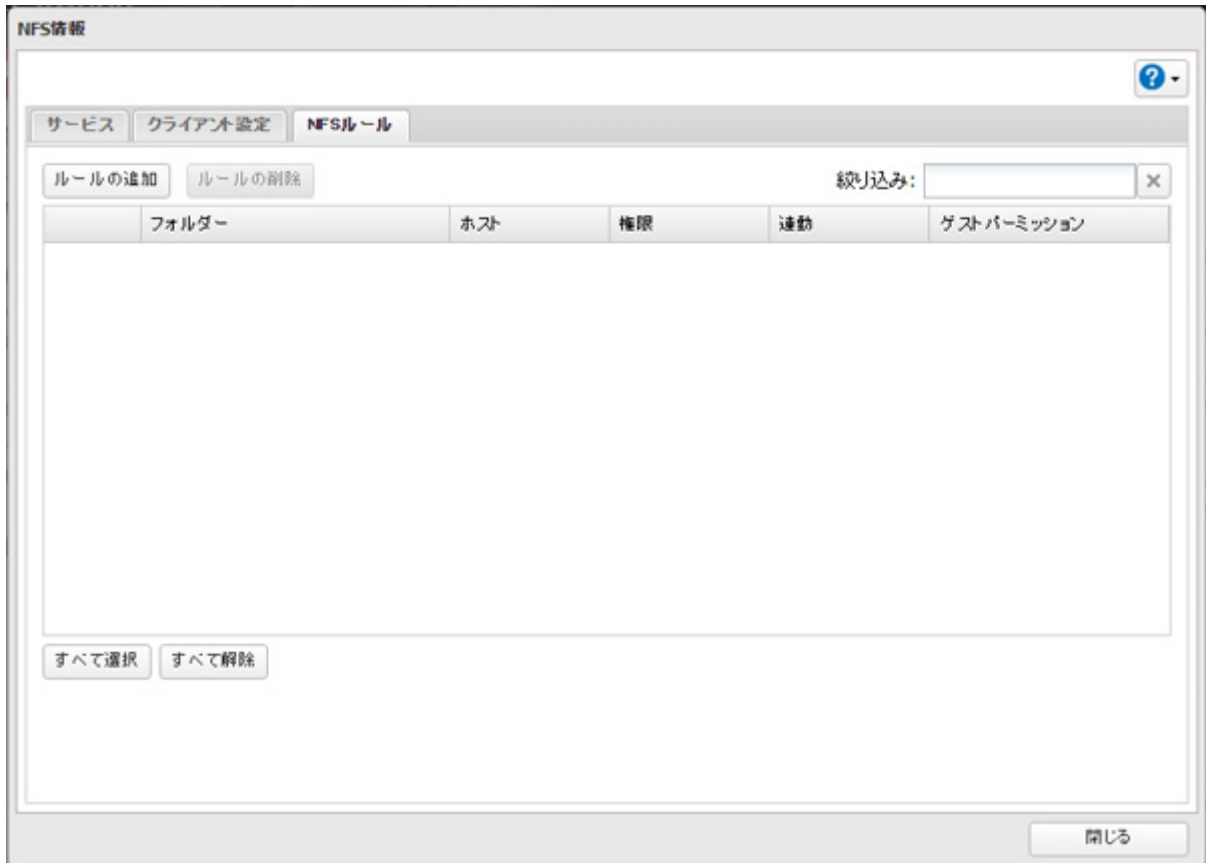 NFS情報
サービス クライアント設定 NFSルール
ルールの追加 ルールの削除 絞り込み:
フォルダー ホスト 権限 連動 ゲストパーミッション
すべて選択 すべて解除
閉じる